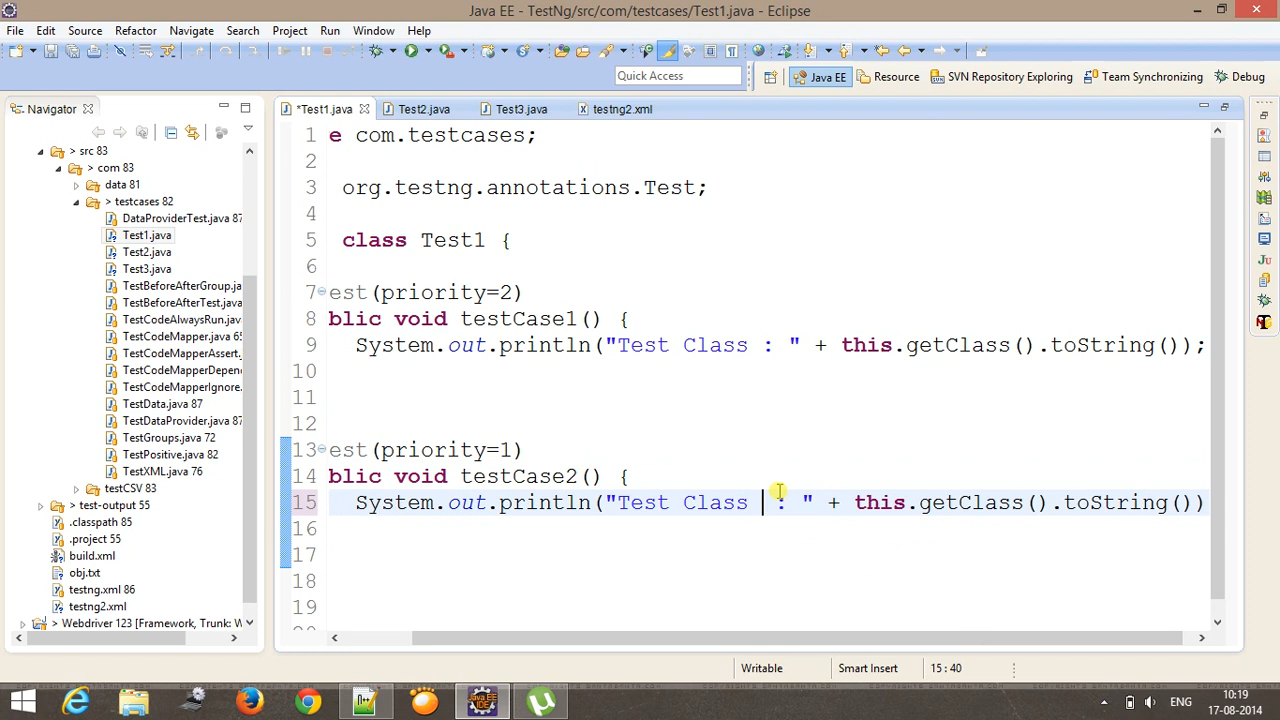 Java EE - TestNg/src/com/testcases/Test1.java - Eclipse
File Edit Source Refactor Navigate Search Project Run Window Help
Quick Access
Java EE
Resource
SVN Repository Exploring
Team Synchronizing
Debug
Navigator
*Test1.java
Test2.java
Test3.java
testng2.xml
> src 83
> com 83
data 81
> testcases 82
DataProviderTest.java 87
Test1.java
Test2.java
Test3.java
TestBeforeAfterGroup.ja
TestBeforeAfterTest.java
TestCodeAlwaysRun.jav
TestCodeMapper.java 65
TestCodeMapperAssert.
TestCodeMapperDepen
TestCodeMapperIgnore.
TestData.java 87
TestDataProvider.java 87
TestGroups.java 72
TestPositive.java 82
TestXML.java 76
testCSV 83
> test-output 55
.classpath 85
.project 55
build.xml
obj.txt
testng.xml 86
testng2.xml
> Webdriver 123 [Framework, Trunk: W
1 e com.testcases;
2
3 org.testng.annotations.Test;
4
5 class Test1 {
6
7 est(priority=2)
8 blic void testCase1() {
9 System.out.println("Test Class : " + this.getClass().toString());
10
11
12
13 est(priority=1)
14 blic void testCase2() {
15 System.out.println("Test Class  : " + this.getClass().toString())
16
17
18
19
20
Writable
Smart Insert
15 : 40
ENG
10:19
17-08-2014